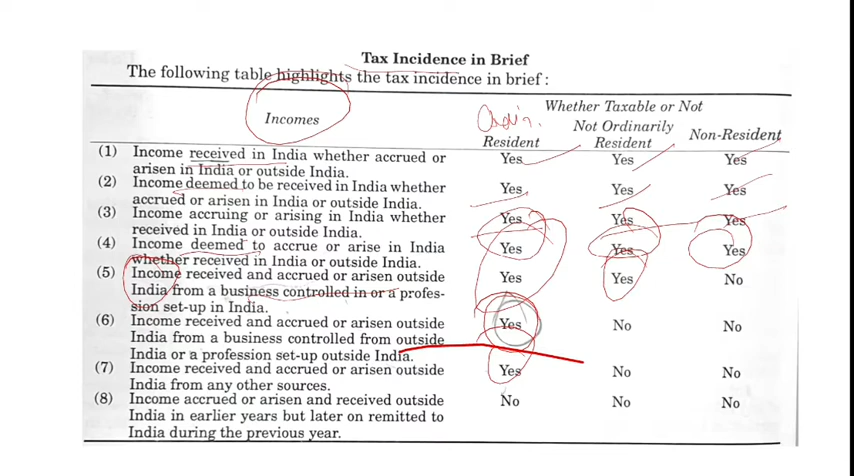 Tax Incidence in Brief
The following table highlights the tax incidence in brief :
Incomes Whether Taxable or Not
Resident Not Ordinarily Resident Non-Resident
(1) Income received in India whether accrued or Yes Yes Yes
arisen in India or outside India.
(2) Income deemed to be received in India whether Yes Yes Yes
accrued or arisen in India or outside India.
(3) Income accruing or arising in India whether Yes Yes Yes
received in India or outside India.
(4) Income deemed to accrue or arise in India Yes Yes Yes
whether received in India or outside India.
(5) Income received and accrued or arisen outside Yes Yes No
India from a business controlled in or a profes-
sion set-up in India.
(6) Income received and accrued or arisen outside Yes No No
India from a business controlled from outside
India or a profession set-up outside India.
(7) Income received and accrued or arisen outside Yes No No
India from any other sources.
(8) Income accrued or arisen and received outside No No No
India in earlier years but later on remitted to
India during the previous year.